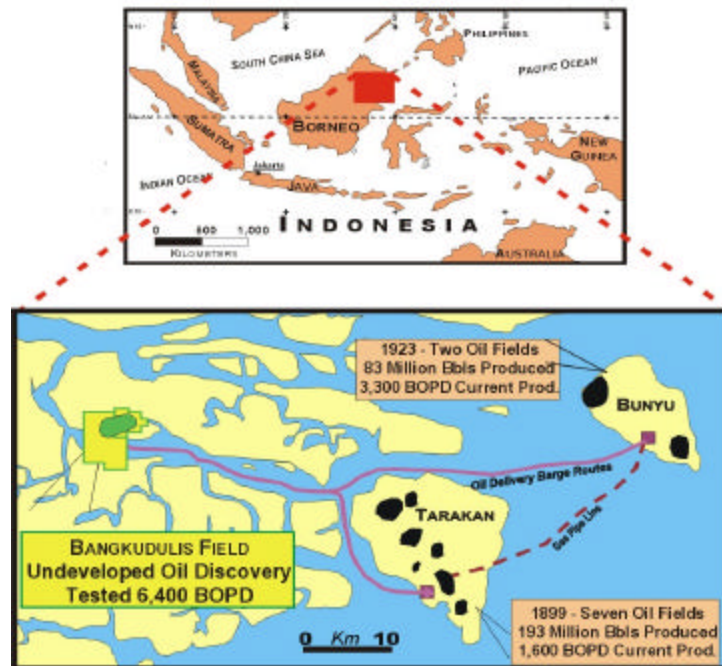 PHILIPPINES
SOUTH CHINA SEA
PACIFIC OCEAN
MALAYSIA
BORNEO
SUMATRA
NEW
GUINEA
Jakarta
INDIAN OCEAN
JAVA
INDONESIA
0 500 1,000
KILOMETERS
AUSTRALIA
1923 - Two Oil Fields
83 Million Bbls Produced
3,300 BOPD Current Prod.
BUNYU
Oil Delivery Barge Routes
TARAKAN
Gas Pipe Line
BANGKUDULIS FIELD
Undeveloped Oil Discovery
Tested 6,400 BOPD
1899 - Seven Oil Fields
193 Million Bbls Produced
1,600 BOPD Current Prod.
0 Km 10